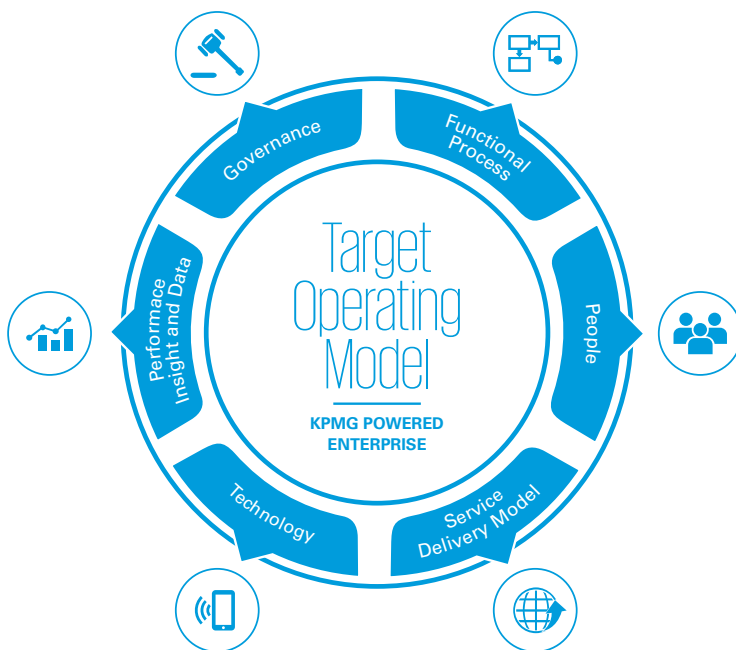 Governance
Functional
Process
People
Service
Delivery Model
Technology
Performace
Insight and Data
Target
Operating
Model
KPMG POWERED
ENTERPRISE